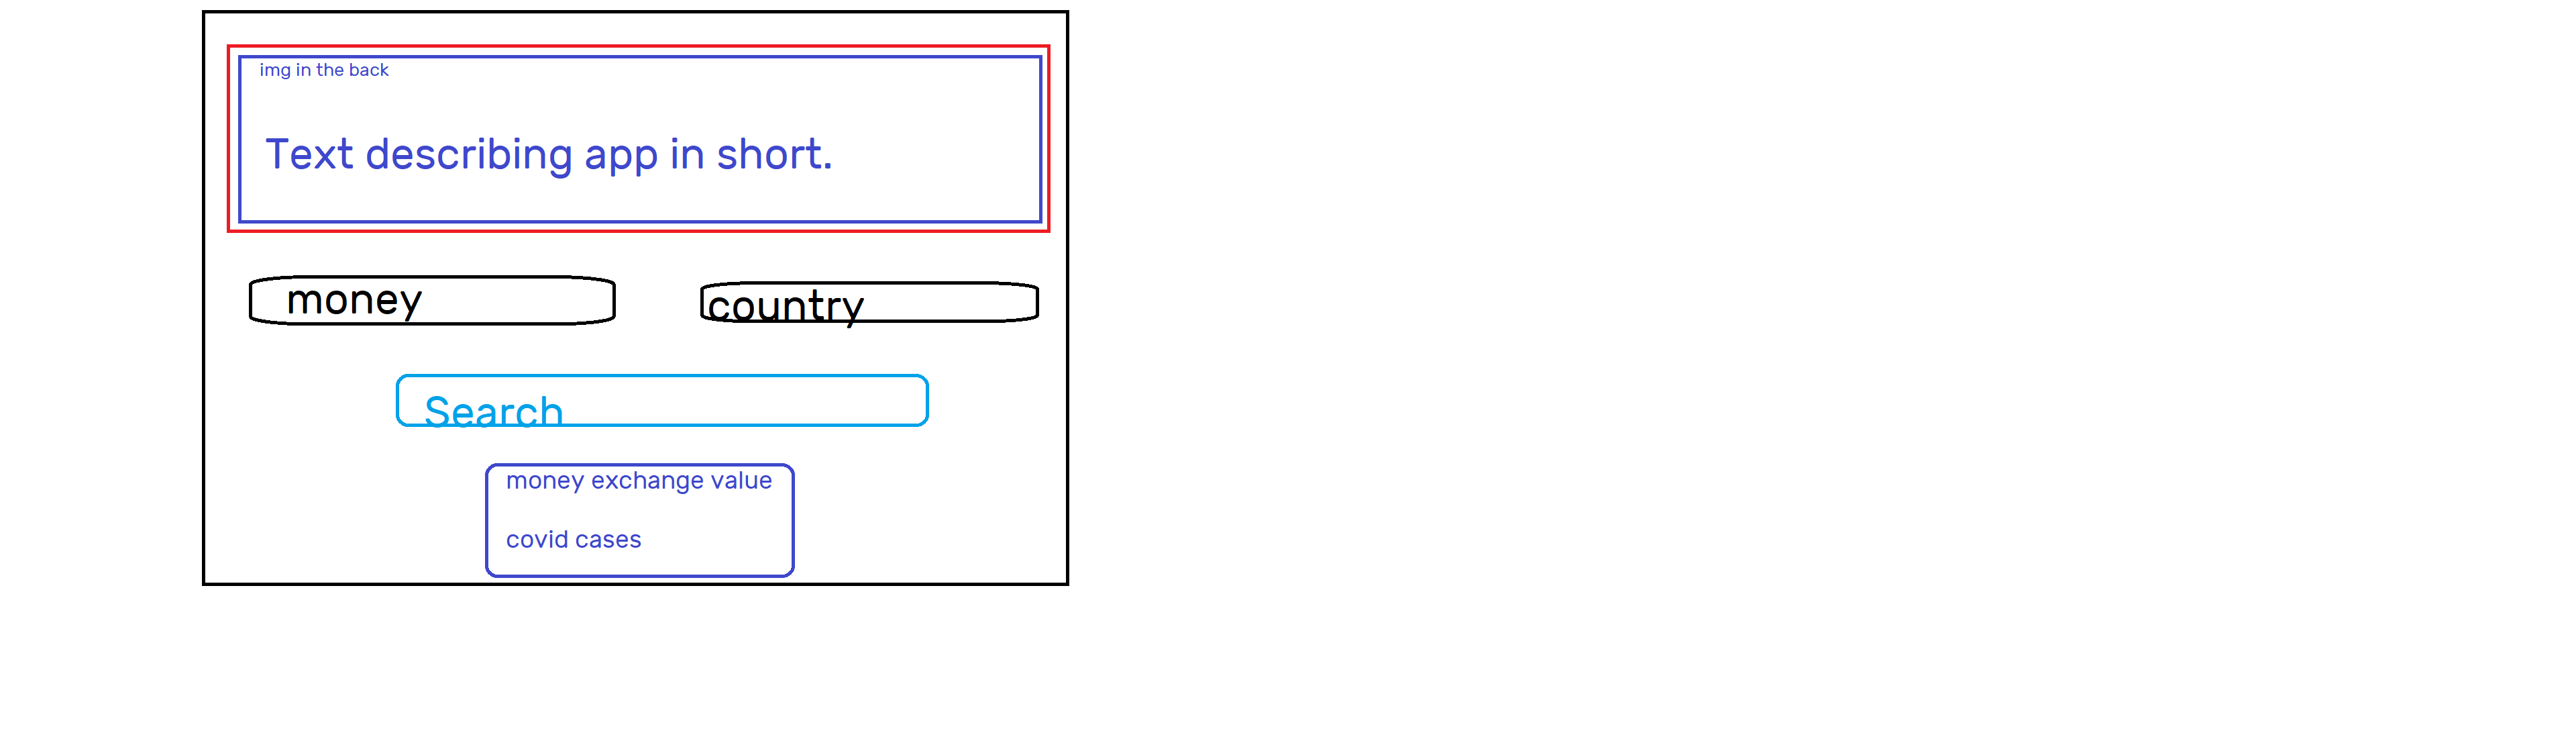 img in the back
Text describing app in short.
money
country
Search
money exchange value
covid cases